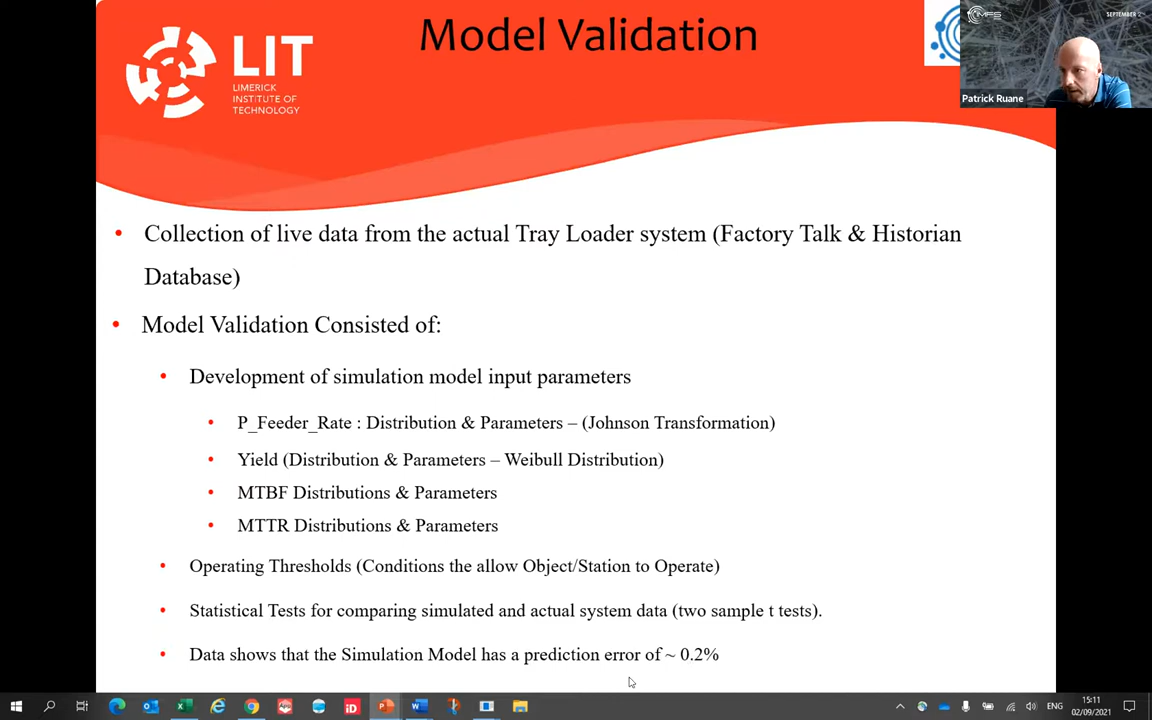 Model Validation
LIT
LIMERICK
INSTITUTE OF
TECHNOLOGY
IMFS
SEPTEMBER 2
Patrick Ruane
• Collection of live data from the actual Tray Loader system (Factory Talk & Historian
Database)
• Model Validation Consisted of:
• Development of simulation model input parameters
• P_Feeder_Rate : Distribution & Parameters – (Johnson Transformation)
• Yield (Distribution & Parameters – Weibull Distribution)
• MTBF Distributions & Parameters
• MTTR Distributions & Parameters
• Operating Thresholds (Conditions the allow Object/Station to Operate)
• Statistical Tests for comparing simulated and actual system data (two sample t tests).
• Data shows that the Simulation Model has a prediction error of ~ 0.2%
ENG
15:11
02/09/2021